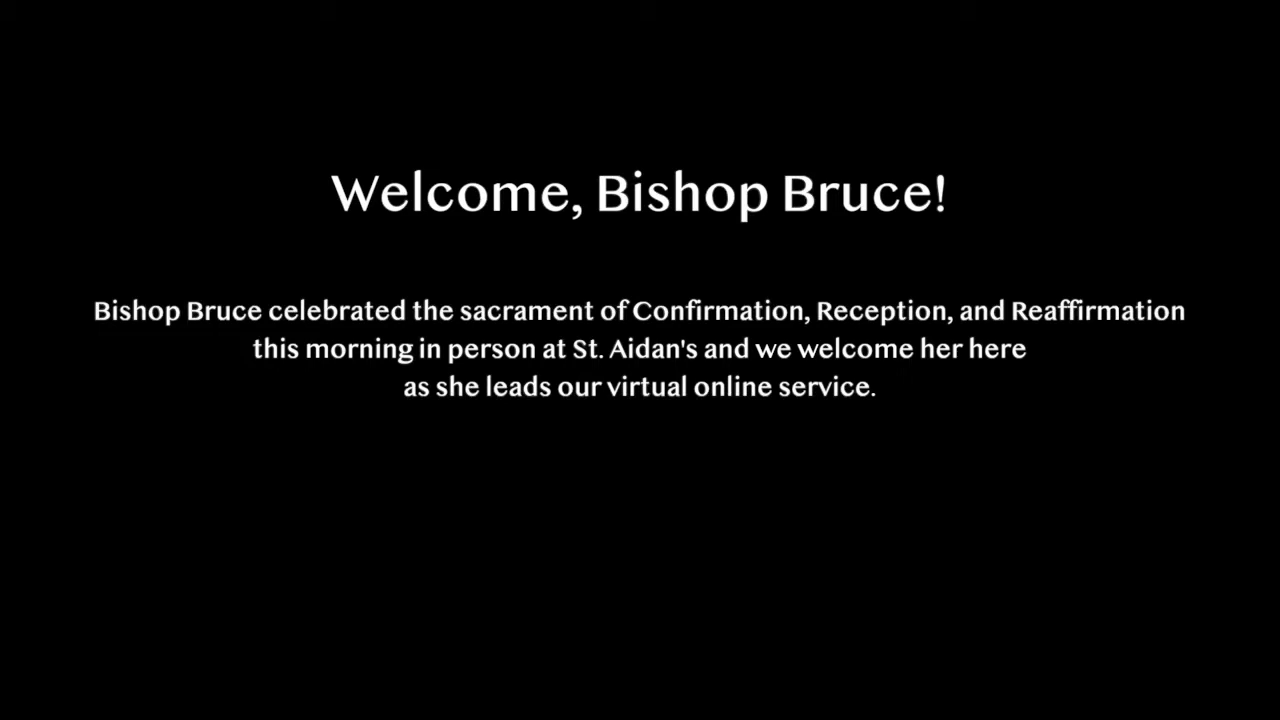 Welcome, Bishop Bruce!
Bishop Bruce celebrated the sacrament of Confirmation, Reception, and Reaffirmation
this morning in person at St. Aidan's and we welcome her here
as she leads our virtual online service.